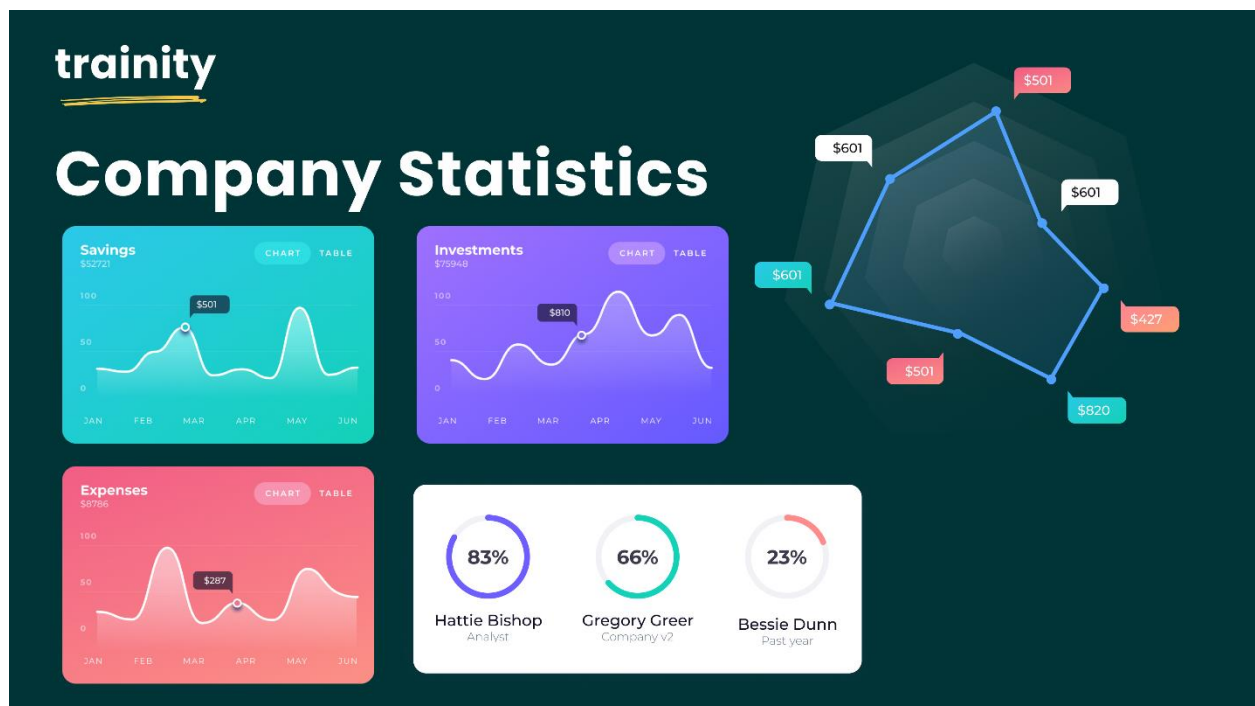 trainity
Company Statistics
Savings
$52721
CHART TABLE
100
$501
50
0
JAN FEB MAR APR MAY JUN
Investments
$75948
CHART TABLE
100
$810
50
0
JAN FEB MAR APR MAY JUN
Expenses
$8786
CHART TABLE
100
50
$287
0
JAN FEB MAR APR MAY JUN
83%
Hattie Bishop
Analyst
66%
Gregory Greer
Company v2
23%
Bessie Dunn
Past year
$501
$601
$601
$601
$427
$501
$820